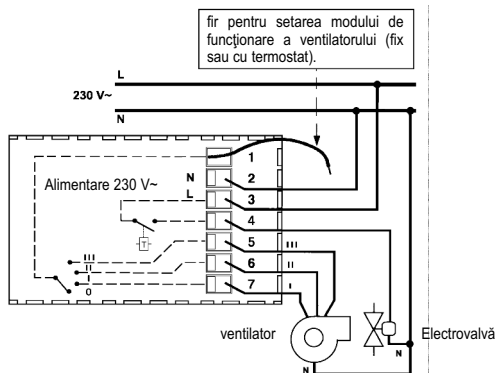 fir pentru setarea modului de
funcţionare a ventilatorului (fix
sau cu termostat).
L
230 V~
N
1
Alimentare 230 V~
N
2
L
3
4
T
5
III
III
6
II
II
7
I
I
0
ventilator
Electrovalvă
N
N